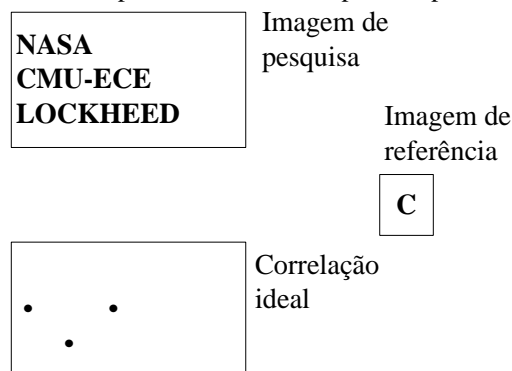 Imagem de
pesquisa
NASA
CMU-ECE
LOCKHEED
Imagem de
referência
C
Correlação
ideal